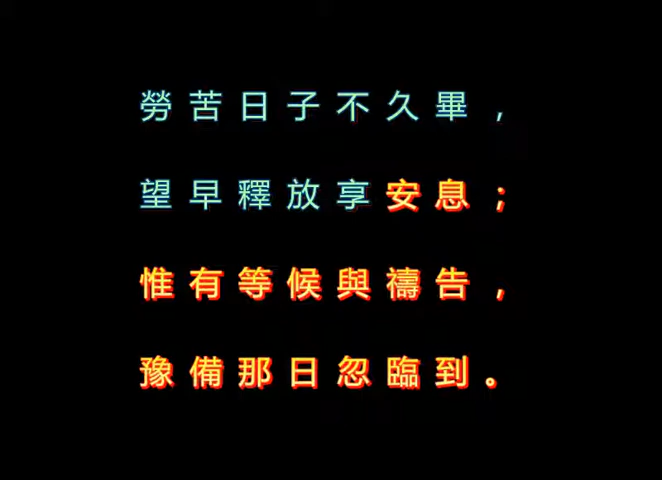 勞苦日子不久畢，
望早釋放享安息；
惟有等候與禱告，
豫備那日忽臨到。